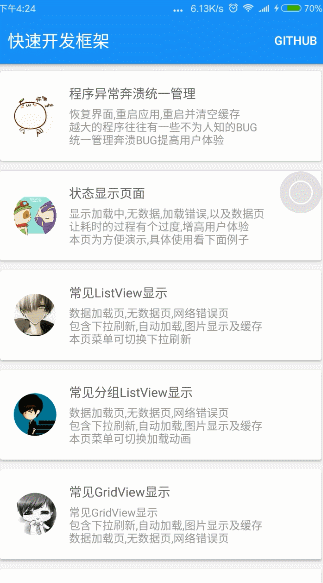 下午4:24
... 6.13K/s 70%
快速开发框架
GITHUB
程序异常奔溃统一管理
恢复界面,重启应用,重启并清空缓存
越大的程序往往有一些不为人知的BUG
统一管理奔溃BUG提高用户体验
状态显示页面
显示加载中,无数据,加载错误,以及数据页
让耗时的过程有个过度,增高用户体验
本页为方便演示,具体使用看下面例子
常见ListView显示
数据加载页,无数据页,网络错误页
包含下拉刷新,自动加载,图片显示及缓存
本页菜单可切换下拉刷新
常见分组ListView显示
数据加载页,无数据页,网络错误页
包含下拉刷新,自动加载,图片显示及缓存
本页菜单可切换加载动画
常见GridView显示
常见GridView显示
包含下拉刷新,自动加载,图片显示及缓存
数据加载页,无数据页,网络错误页